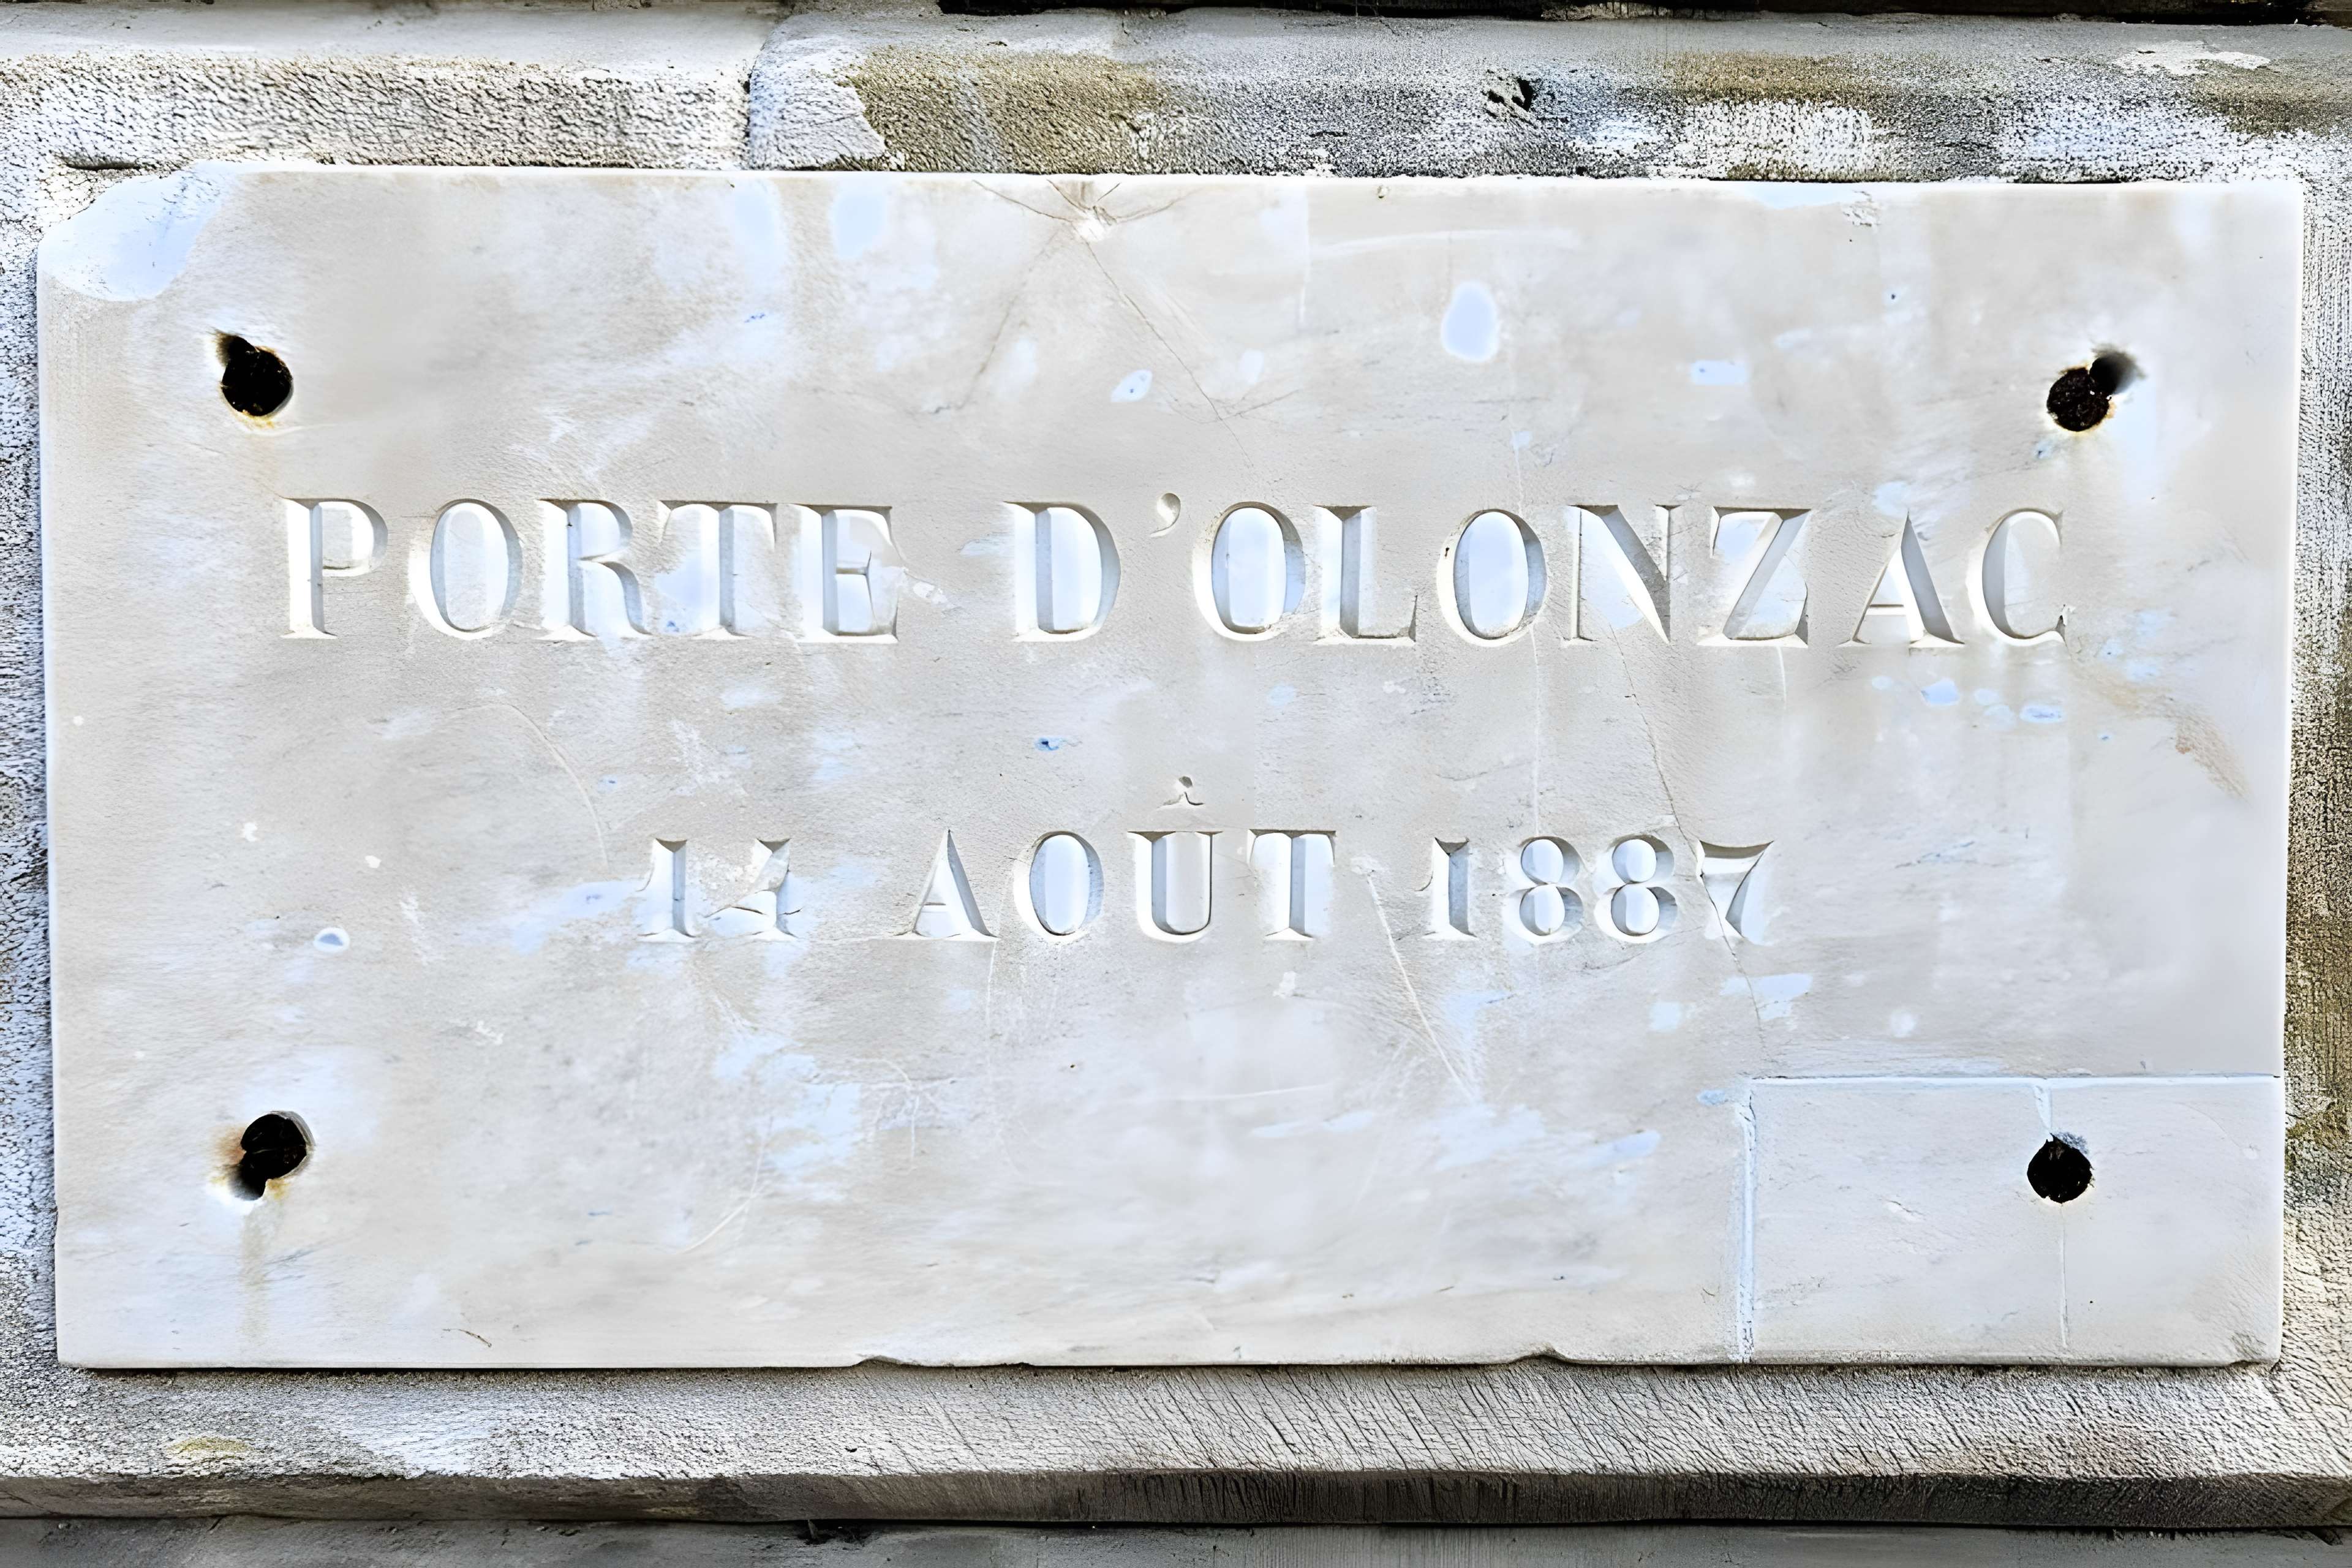 PORTE D'OLONZAC
14 AOÛT 1887